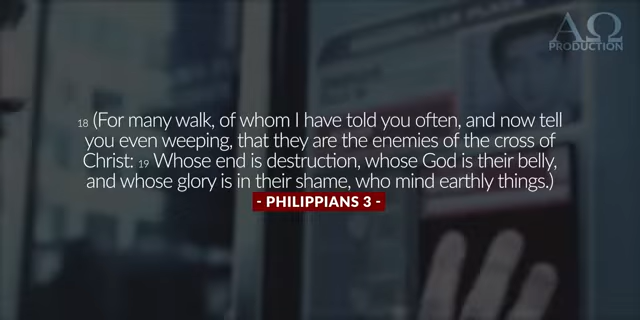 ΑΩ
PRODUCTION
18 (For many walk, of whom I have told you often, and now tell
you even weeping, that they are the enemies of the cross of
Christ: 19 Whose end is destruction, whose God is their belly,
and whose glory is in their shame, who mind earthly things.)
- PHILIPPIANS 3 -